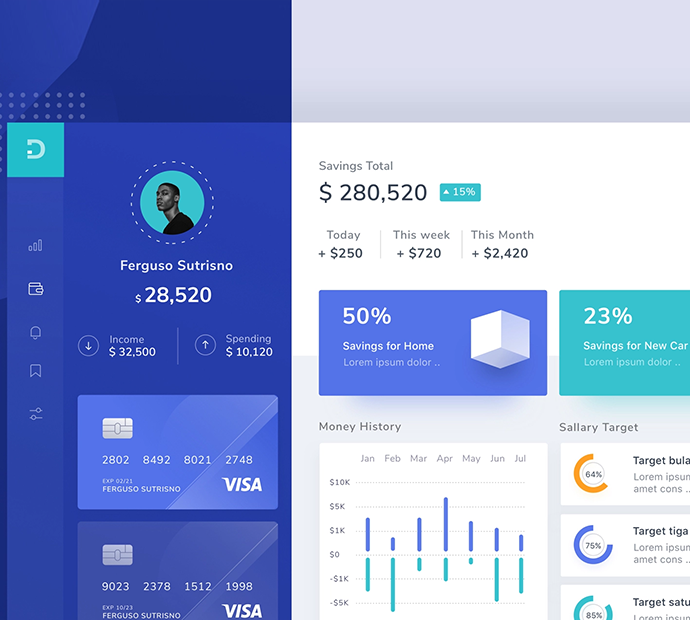 D
Ferguso Sutrisno
$ 28,520
Income
$ 32,500
Spending
$ 10,120
2802 8492 8021 2748
EXP 02/21
FERGUSO SUTRISNO
VISA
9023 2378 1512 1998
EXP 10/23
FERGUSO SUTRISNO
VISA
Savings Total
$ 280,520
15%
Today
+ $250
This week
+ $720
This Month
+ $2,420
50%
Savings for Home
Lorem ipsum dolor ..
23%
Savings for New Car
Lorem ipsum dolor ..
Money History
Jan Feb Mar Apr May Jun Jul
$10K
$5K
$1K
$0
-$1K
-$5K
Sallary Target
64%
Target bula
Lorem ipsum
amet cons ..
75%
Target tiga
Lorem ipsum
amet cons ..
85%
Target satu
Lorem ipsum